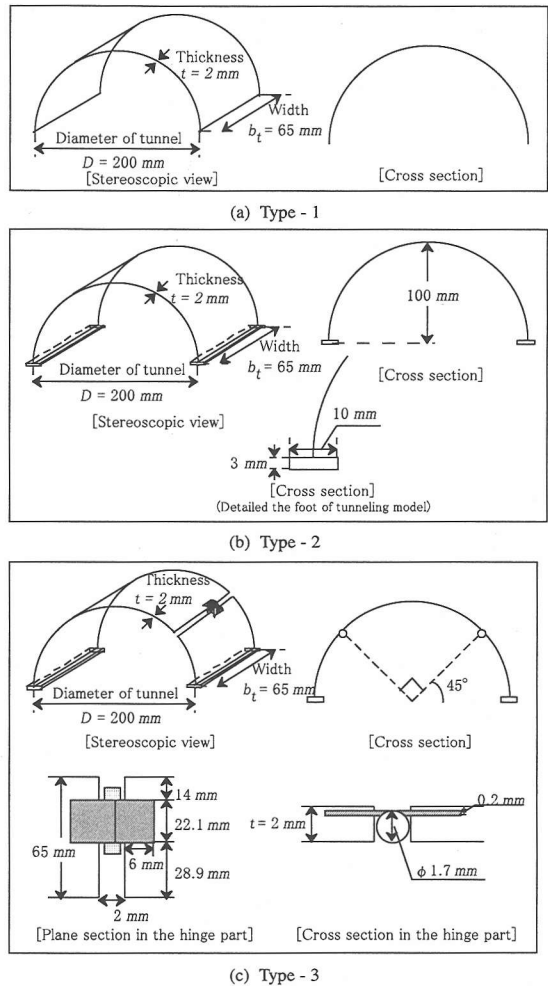 Thickness
t = 2 mm
Width
b_t = 65 mm
Diameter of tunnel
D = 200 mm
[Stereoscopic view]
[Cross section]
(a) Type - 1
Thickness
t = 2 mm
100 mm
Width
b_t = 65 mm
Diameter of tunnel
D = 200 mm
[Cross section]
[Stereoscopic view]
10 mm
3 mm
[Cross section]
(Detailed the foot of tunneling model)
(b) Type - 2
Thickness
t = 2 mm
Width
b_t = 65 mm
Diameter of tunnel
D = 200 mm
45°
[Stereoscopic view]
[Cross section]
14 mm
22.1 mm
65 mm
6 mm
28.9 mm
2 mm
[Plane section in the hinge part]
0.2 mm
t = 2 mm
φ 1.7 mm
[Cross section in the hinge part]
(c) Type - 3